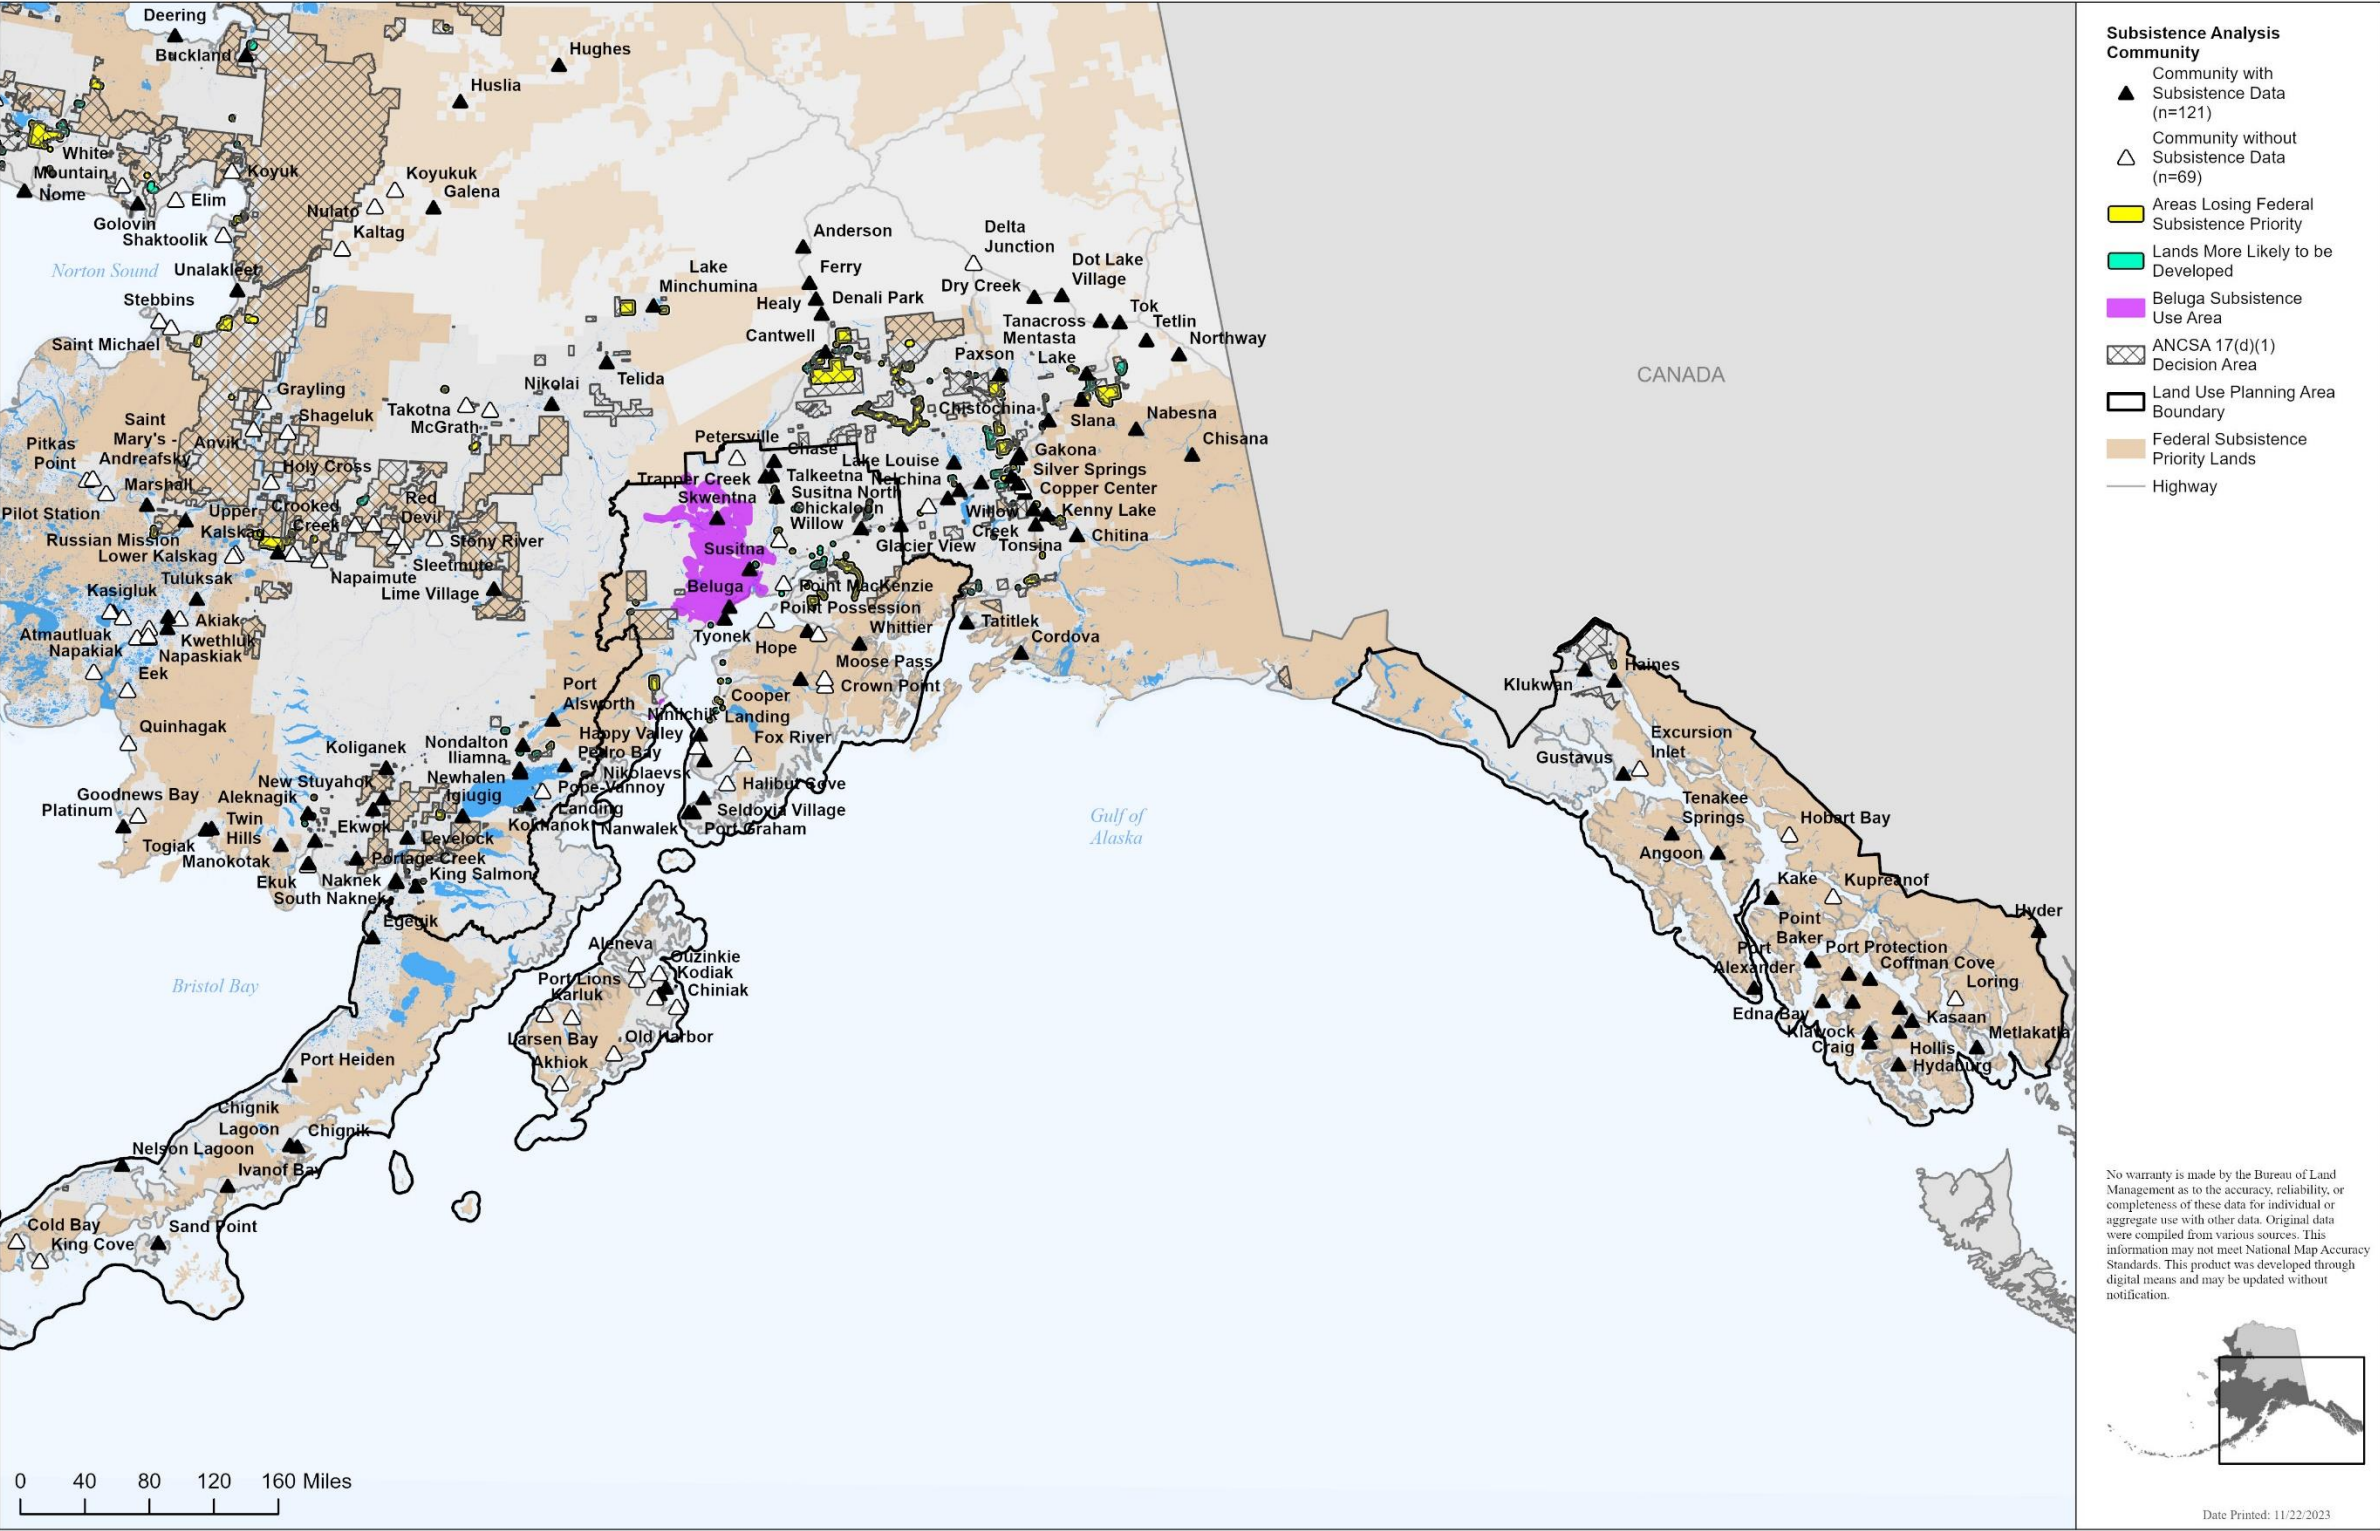 Deering
Buckland
Hughes
Huslia
White
Mountain
Nome
Koyuk
Koyukuk
Galena
Elim
Nulato
Golovin
Shaktoolik
Kaltag
Norton Sound
Unalakleet
Stebbins
Saint Michael
Anderson
Delta
Junction
Lake
Minchumina
Ferry
Dot Lake
Village
Healy
Denali Park
Dry Creek
Tok
Cantwell
Tanacross
Tetlin
Mentasta
Lake
Northway
Paxson
CANADA
Nikolai
Telida
Grayling
Shageluk
Takotna
McGrath
Chistochina
Slana
Nabesna
Chisana
Saint
Mary's -
Andreafsky
Pitkas
Point
Anvik
Holy Cross
Petersville
Chase
Lake Louise
Gakona
Trapper Creek
Talkeetna
Nelchina
Silver Springs
Marshall
Skwentna
Susitna North
Copper Center
Red
Devil
Crooked
Creek
Upper
Kalskag
Chickaloon
Willow
Willow
Creek
Kenny Lake
Pilot Station
Russian Mission
Lower Kalskag
Stony River
Susitna
Glacier View
Tonsina
Chitina
Sleetmute
Tuluksak
Napaimute
Lime Village
Kasigluk
Beluga
Point MacKenzie
Point Possession
Akiak
Atmautluak
Kwethluk
Napakiak
Napaskiak
Tyonek
Whittier
Tatitlek
Hope
Cordova
Eek
Moose Pass
Port
Alsworth
Crown Point
Cooper
Landing
Quinhagak
Ninilchik
Happy Valley
Fox River
Koliganek
Nondalton
Iliamna
Pedro Bay
New Stuyahok
Newhalen
Nikolaevsk
Goodnews Bay
Aleknagik
Igiugig
Pope-Vannoy
Landing
Halibut Cove
Platinum
Twin
Hills
Ekwok
Kokhanok
Nanwalek
Seldovia Village
Port Graham
Togiak
Levelock
Manokotak
Portage Creek
Ekuk
Naknek
King Salmon
South Naknek
Egegik
Gulf of
Alaska
Bristol Bay
Aleneva
Ouzinkie
Port Lions
Kodiak
Karluk
Chiniak
Larsen Bay
Old Harbor
Akhiok
Port Heiden
Chignik
Lagoon
Chignik
Nelson Lagoon
Ivanof Bay
Cold Bay
Sand Point
King Cove
Haines
Klukwan
Excursion
Inlet
Gustavus
Tenakee
Springs
Hobart Bay
Angoon
Kake
Kupreanof
Hyder
Point
Baker
Port
Alexander
Port Protection
Coffman Cove
Loring
Edna Bay
Kasaan
Klawock
Metlakatla
Craig
Hollis
Hydaburg
0 40 80 120 160 Miles
Subsistence Analysis
Community
Community with
Subsistence Data
(n=121)
Community without
Subsistence Data
(n=69)
Areas Losing Federal
Subsistence Priority
Lands More Likely to be
Developed
Beluga Subsistence
Use Area
ANCSA 17(d)(1)
Decision Area
Land Use Planning Area
Boundary
Federal Subsistence
Priority Lands
Highway
No warranty is made by the Bureau of Land
Management as to the accuracy, reliability, or
completeness of these data for individual or
aggregate use with other data. Original data
were compiled from various sources. This
information may not meet National Map Accuracy
Standards. This product was developed through
digital means and may be updated without
notification.
Date Printed: 11/22/2023